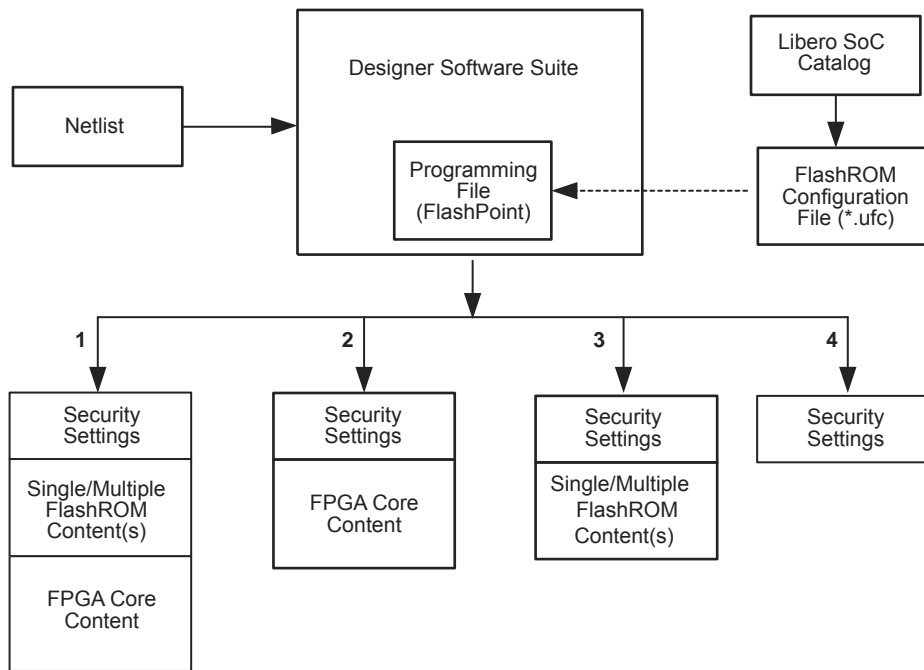 Netlist
Designer Software Suite
Programming
File
(FlashPoint)
Libero SoC
Catalog
FlashROM
Configuration
File (*.ufc)
1
2
3
4
Security
Settings
Single/Multiple
FlashROM
Content(s)
FPGA Core
Content
Security
Settings
FPGA Core
Content
Security
Settings
Single/Multiple
FlashROM
Content(s)
Security
Settings